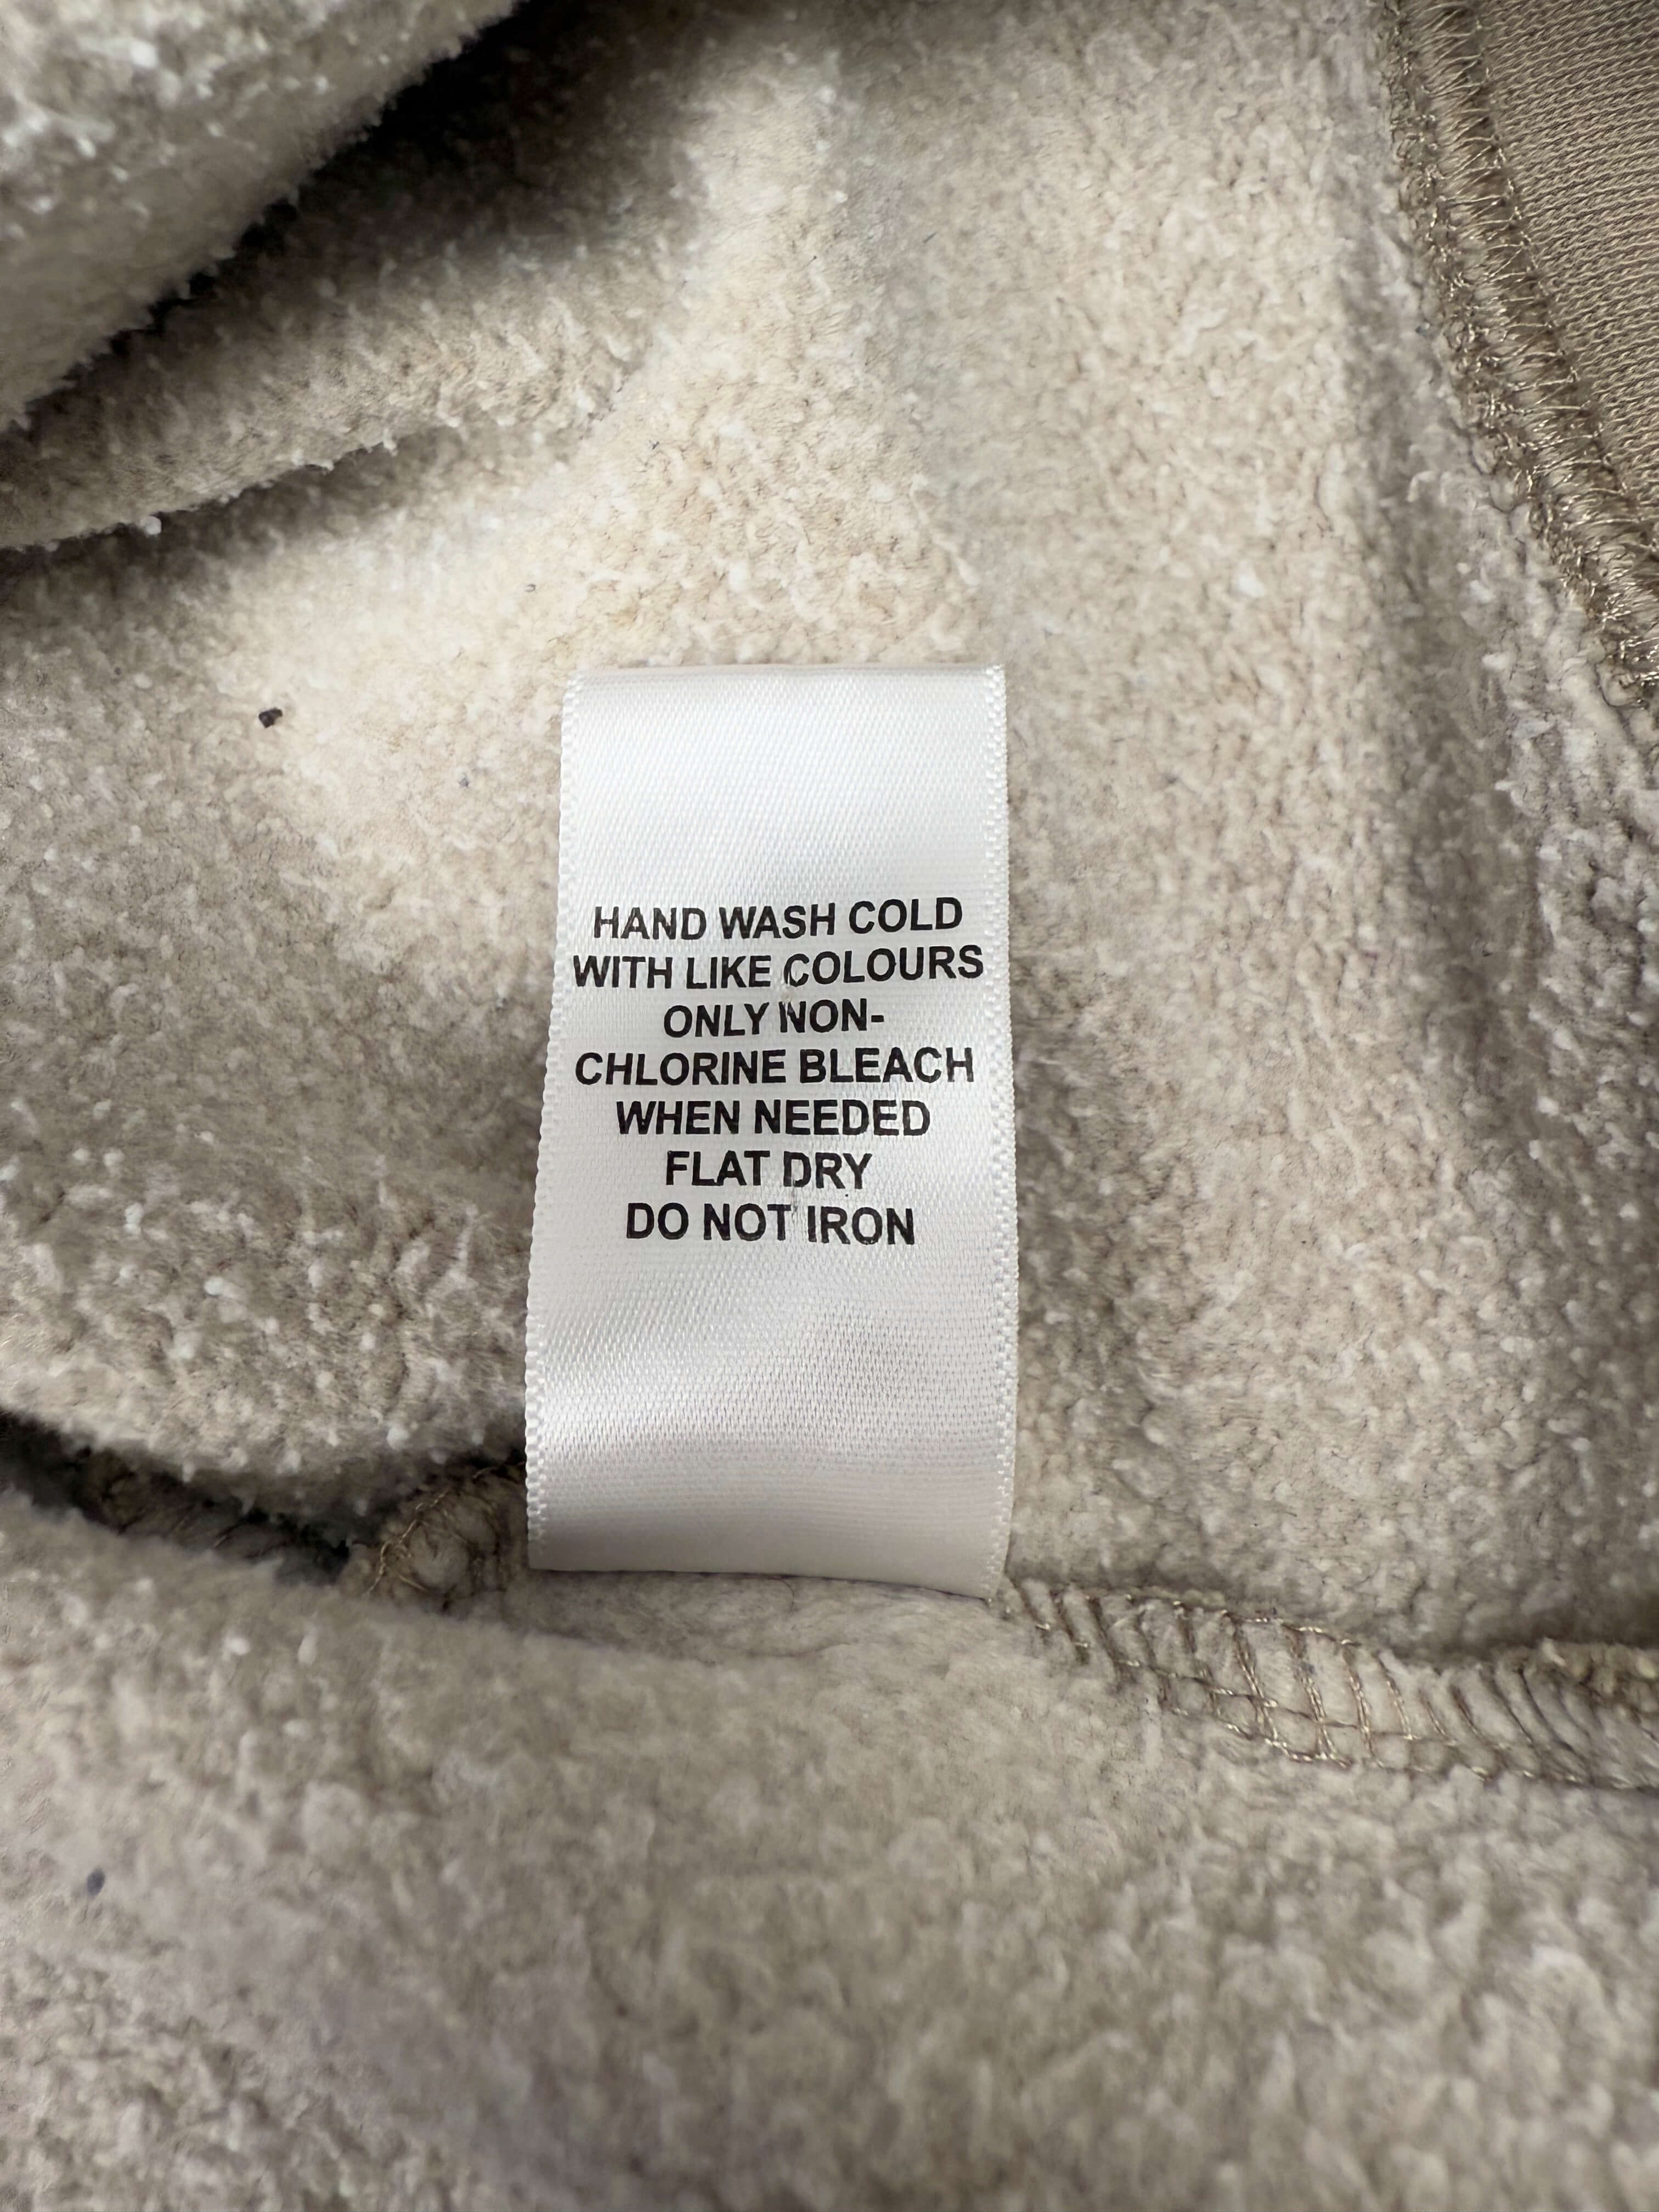 HAND WASH COLD
WITH LIKE COLOURS
ONLY NON-
CHLORINE BLEACH
WHEN NEEDED
FLAT DRY
DO NOT IRON